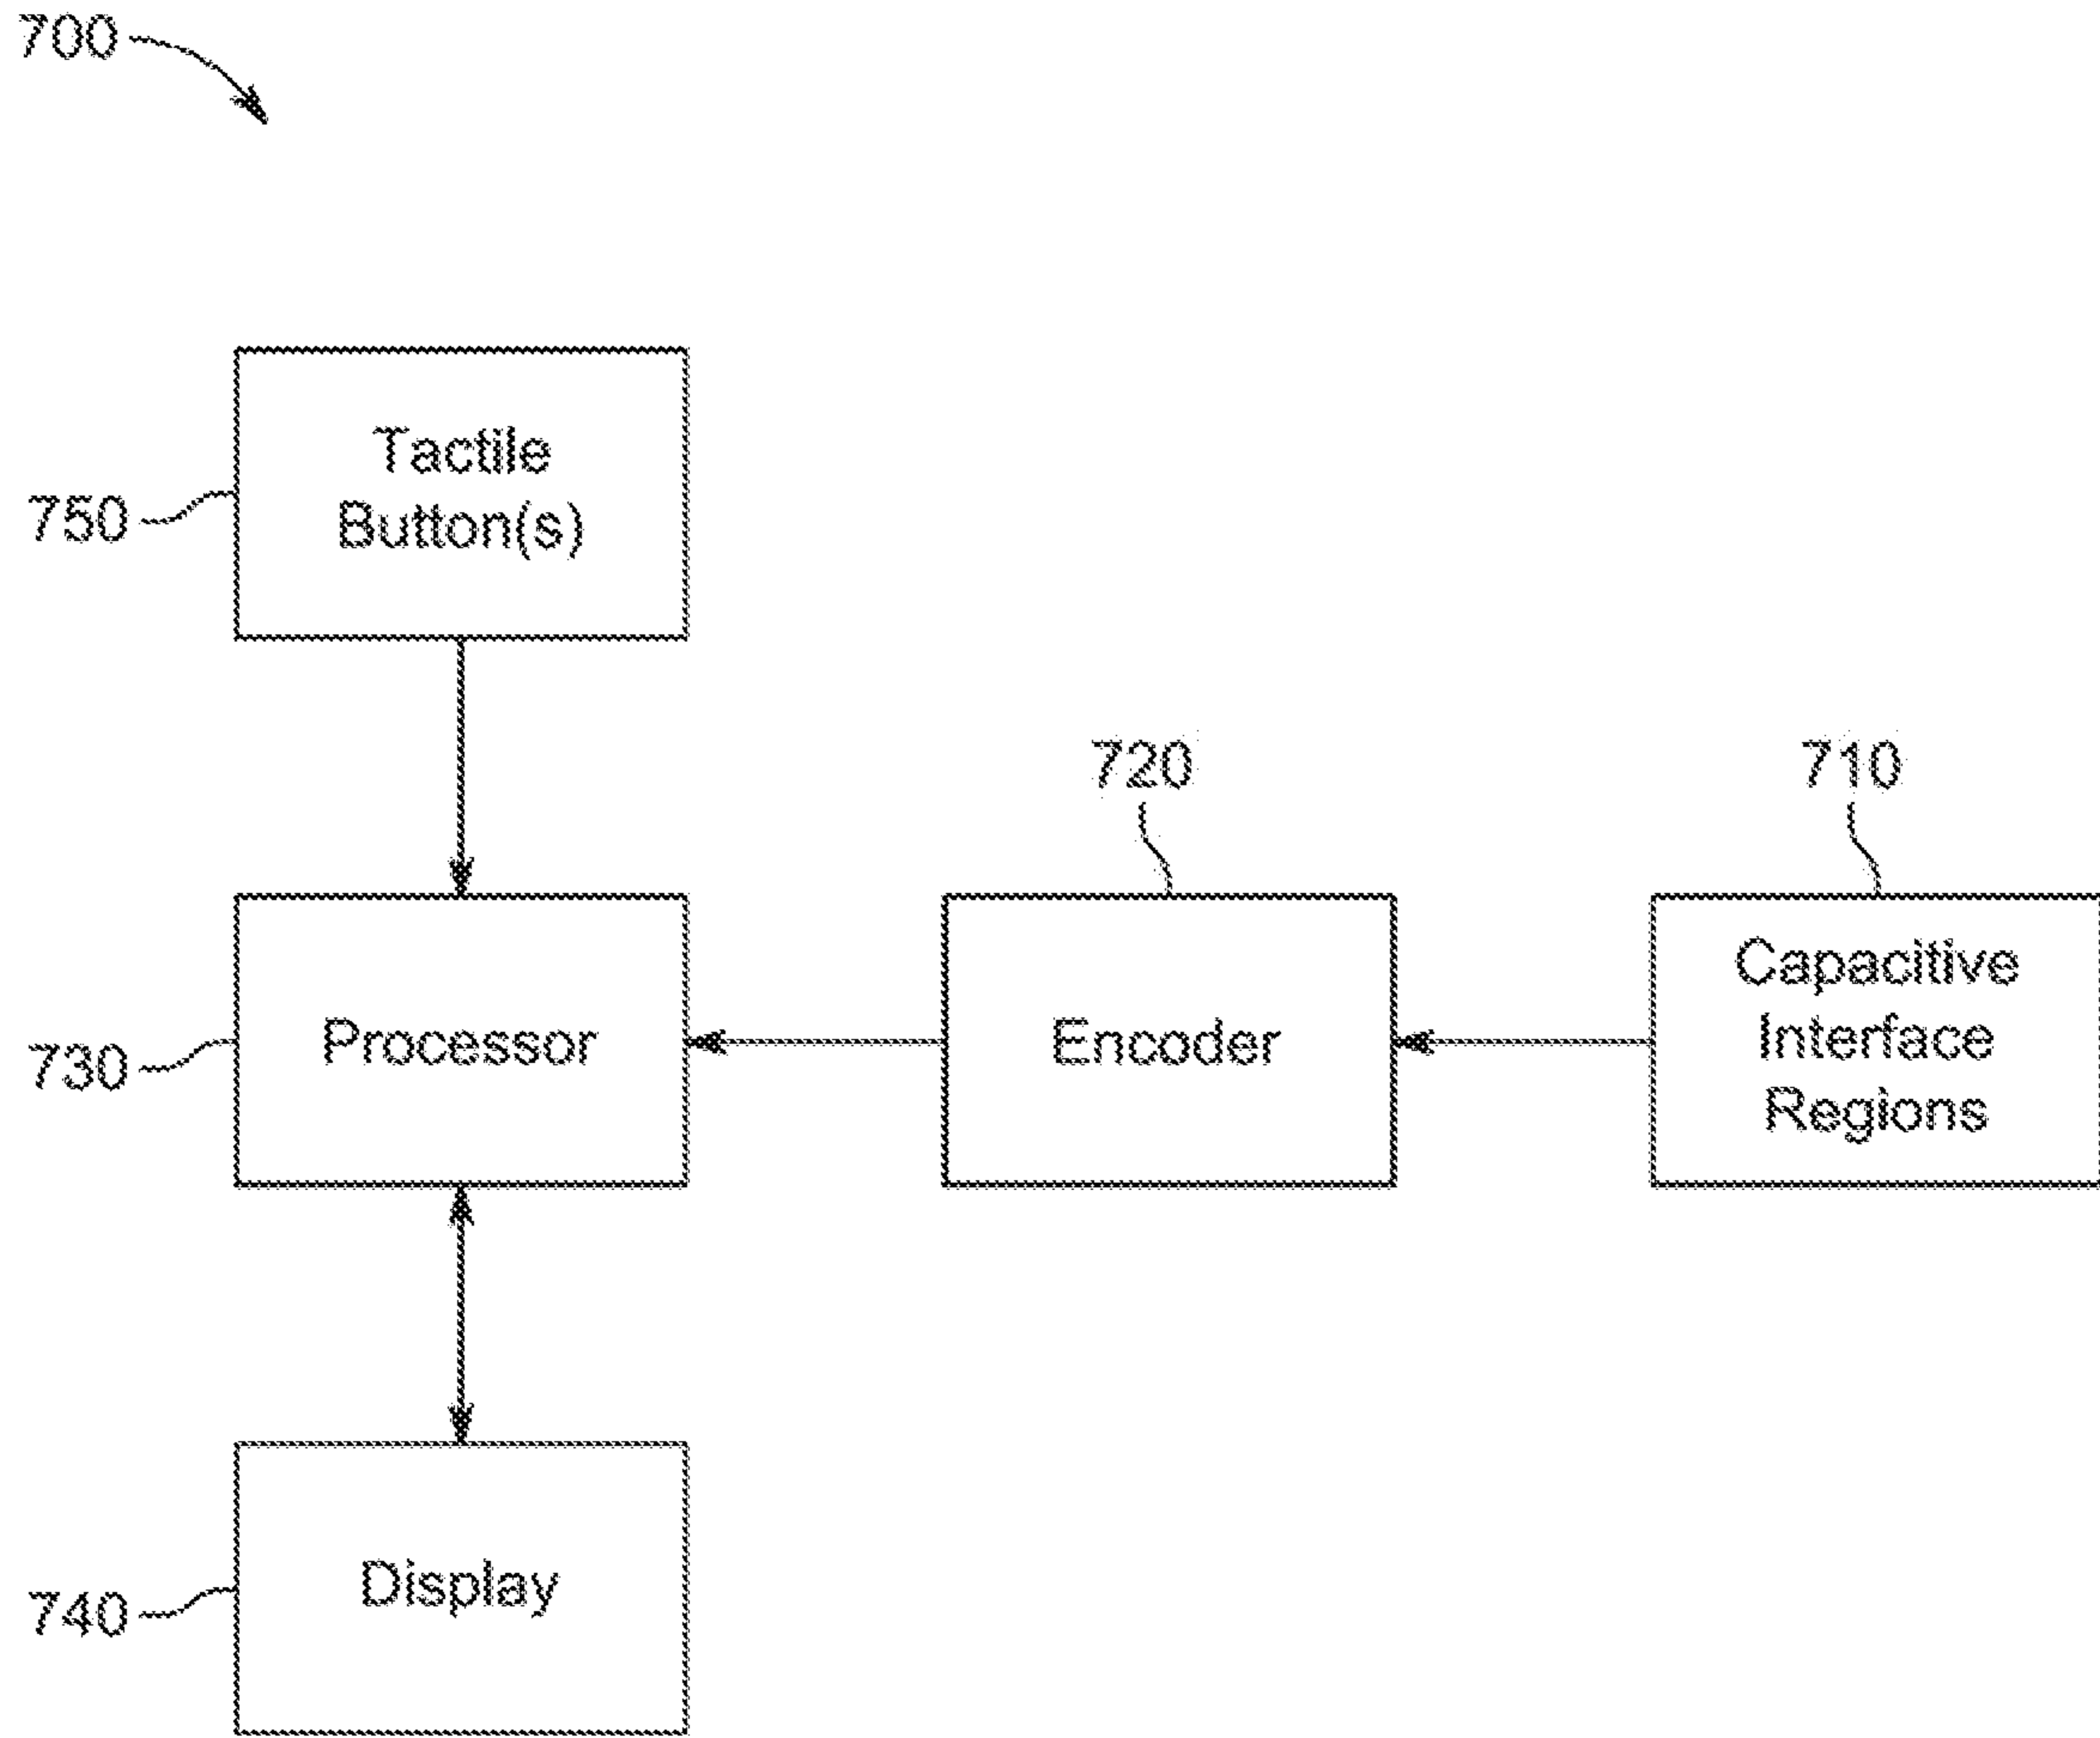 700
Tactile
Button(s)
750
720
710
Processor
730
Encoder
Capacitive
Interface
Regions
Display
740